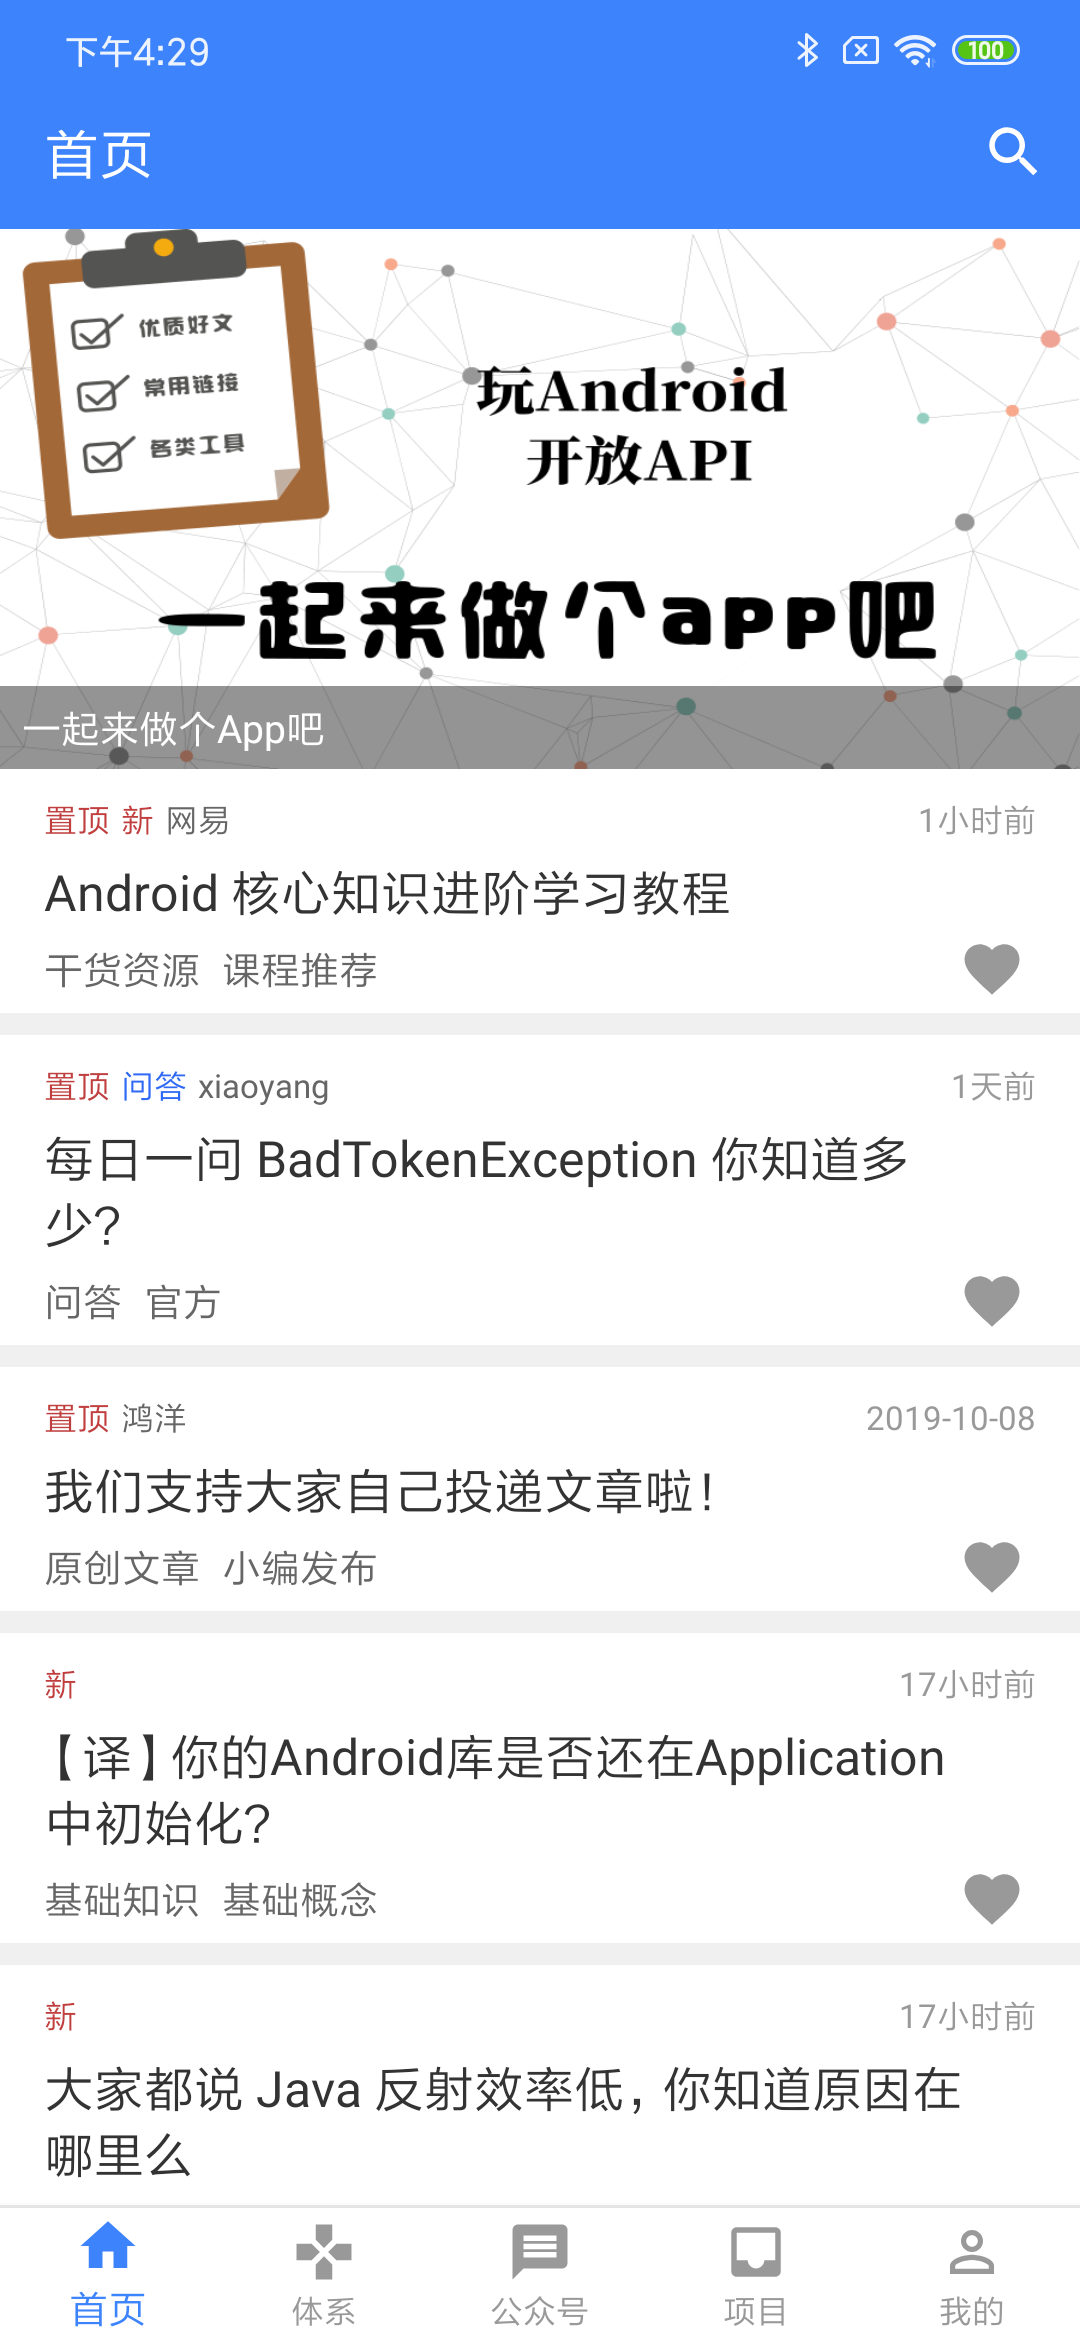 下午4:29
100
首页
优质好文
常用链接
各类工具
玩Android
开放API
一起来做个app吧
一起来做个App吧
置顶 新 网易 1小时前
Android 核心知识进阶学习教程
干货资源 课程推荐
置顶 问答 xiaoyang 1天前
每日一问 BadTokenException 你知道多
少？
问答 官方
置顶 鸿洋 2019-10-08
我们支持大家自己投递文章啦！
原创文章 小编发布
新 17小时前
【译】你的Android库是否还在Application
中初始化？
基础知识 基础概念
新 17小时前
大家都说 Java 反射效率低，你知道原因在
哪里么
首页 体系 公众号 项目 我的